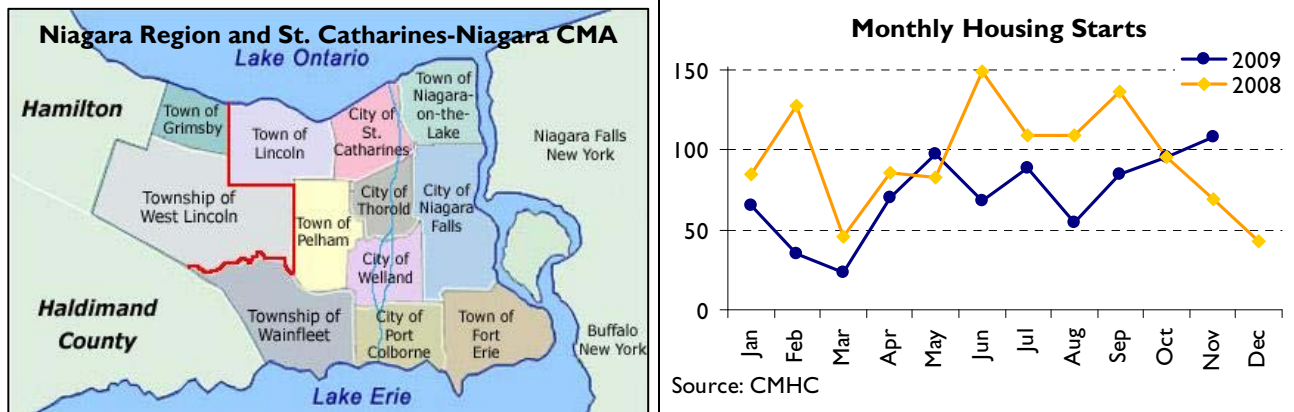 Niagara Region and St. Catharines-Niagara CMA
Lake Ontario
Hamilton
Town of
Grimsby
Town of
Lincoln
City of
St.
Catharines
Town of
Niagara-
on-the-
Lake
Niagara Falls
New York
Township of
West Lincoln
Town of
Pelham
City of
Thorold
City of
Niagara
Falls
City of
Welland
Haldimand
County
Township of
Wainfleet
City of
Port
Colborne
Town of
Fort
Erie
Buffalo
New York
Lake Erie
Monthly Housing Starts
2009
2008
150
100
50
0
Jan
Feb
Mar
Apr
May
Jun
Jul
Aug
Sep
Oct
Nov
Dec
Source: CMHC